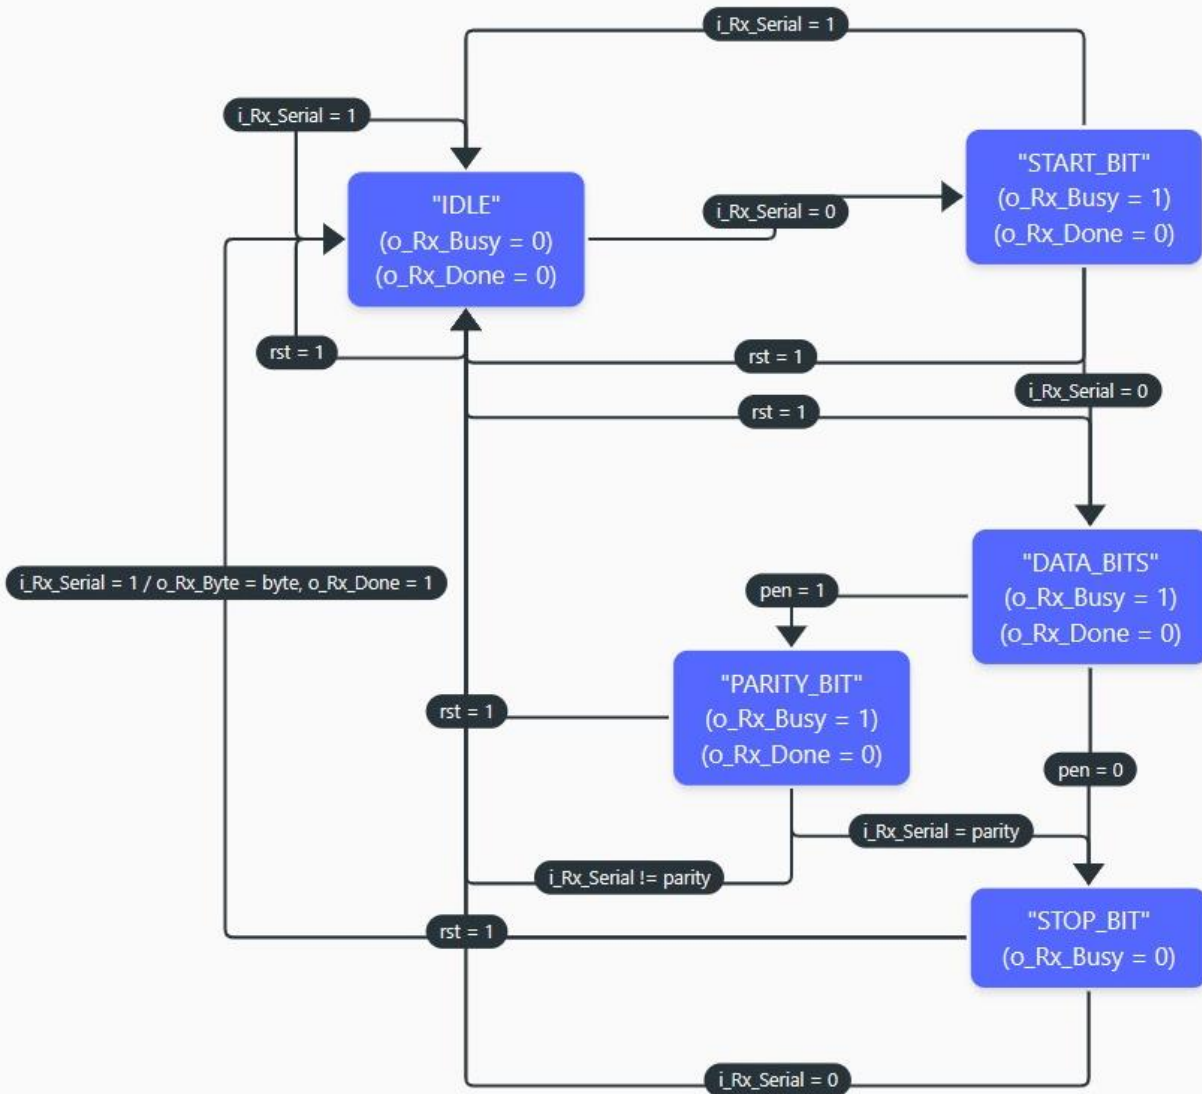 i_Rx_Serial = 1
i_Rx_Serial = 1
"START_BIT"
(o_Rx_Busy = 1)
(o_Rx_Done = 0)
"IDLE"
(o_Rx_Busy = 0)
(o_Rx_Done = 0)
i_Rx_Serial = 0
rst = 1
rst = 1
i_Rx_Serial = 0
rst = 1
"DATA_BITS"
(o_Rx_Busy = 1)
(o_Rx_Done = 0)
i_Rx_Serial = 1 / o_Rx_Byte = byte, o_Rx_Done = 1
pen = 1
"PARITY_BIT"
(o_Rx_Busy = 1)
(o_Rx_Done = 0)
rst = 1
pen = 0
i_Rx_Serial = parity
i_Rx_Serial != parity
"STOP_BIT"
(o_Rx_Busy = 0)
rst = 1
i_Rx_Serial = 0